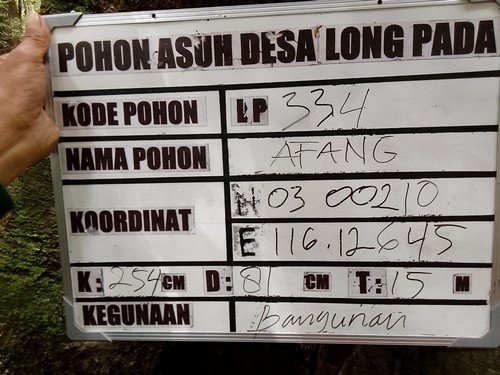 POHON ASUH DESA LONG PADA
KODE POHON LP 334
NAMA POHON AFANG
KOORDINAT
N 03 00210
E 116.12645
K: 254 CM D: 81 CM T: 15 M
KEGUNAAN Bangunan